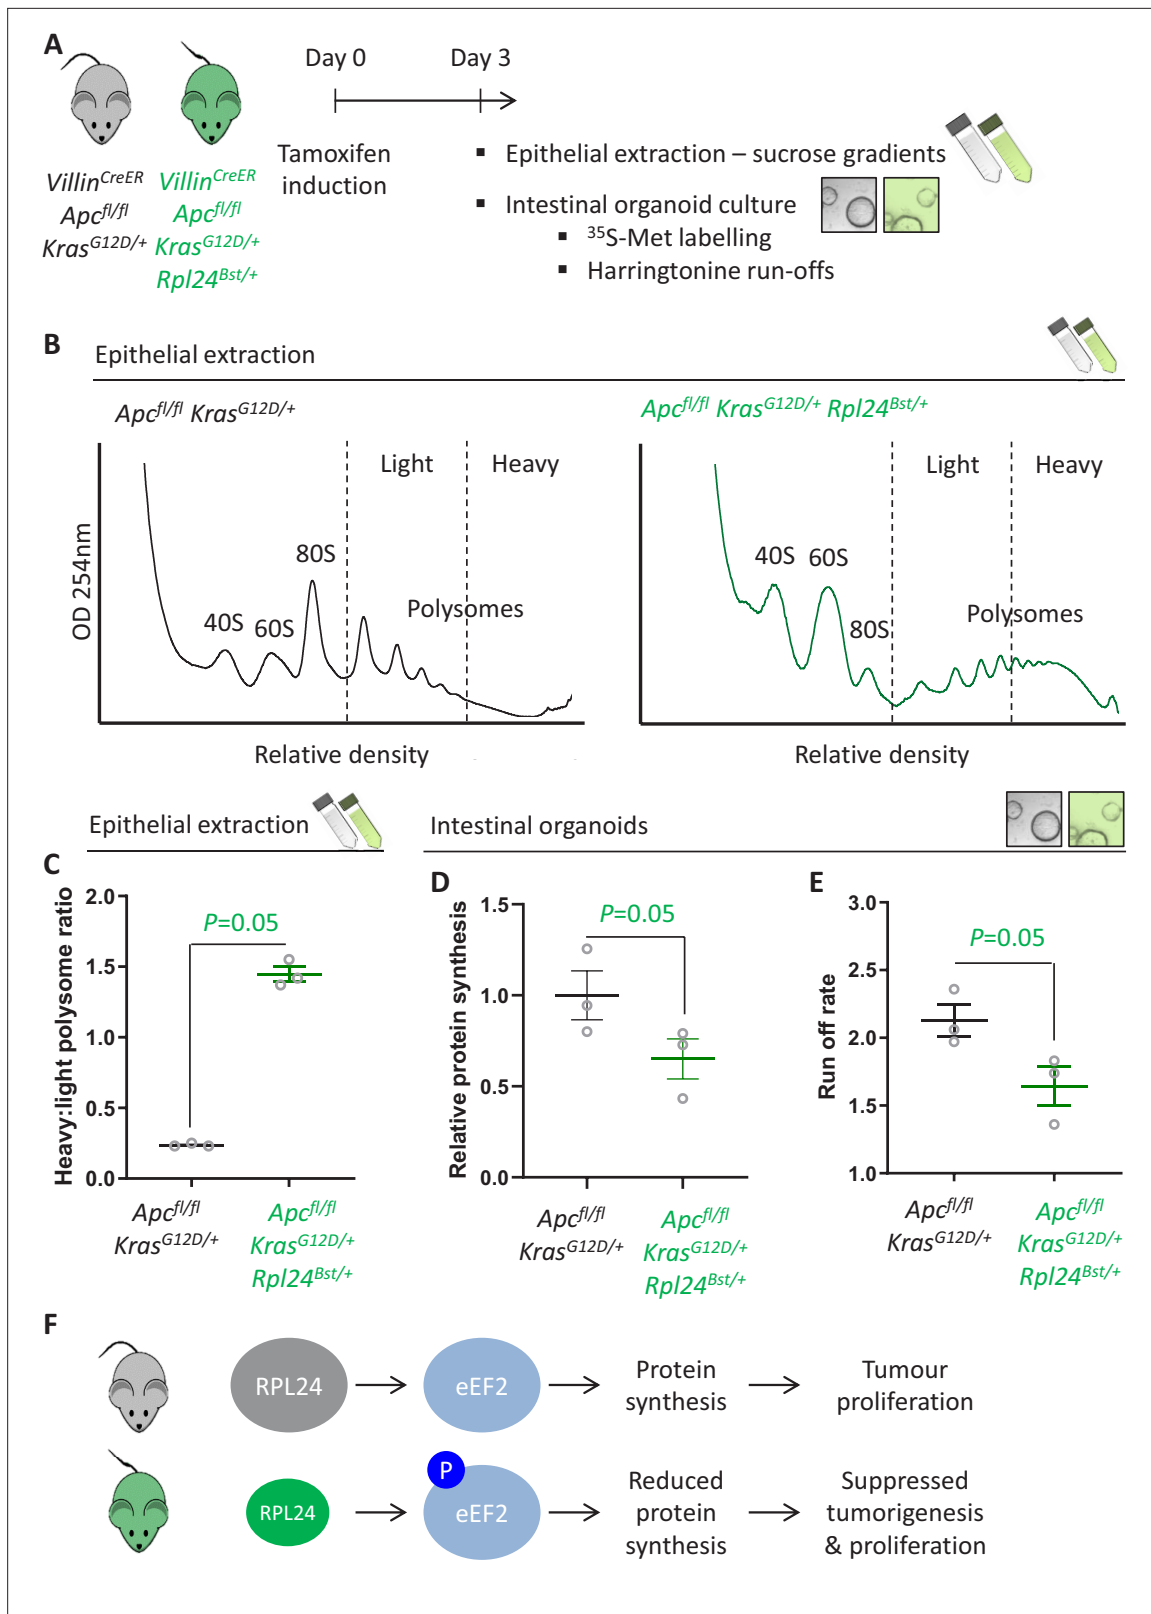 A
Day 0
Day 3
Tamoxifen
induction
▪ Epithelial extraction – sucrose gradients
▪ Intestinal organoid culture
▪ ³⁵S-Met labelling
▪ Harringtonine run-offs
Villin^CreER
Apc^fl/fl
Kras^G12D/+
Villin^CreER
Apc^fl/fl
Kras^G12D/+
Rpl24^Bst/+
B
Epithelial extraction
Apc^fl/fl Kras^G12D/+
Apc^fl/fl Kras^G12D/+ Rpl24^Bst/+
OD 254nm
40S
60S
80S
Light
Heavy
Polysomes
Relative density
40S
60S
80S
Light
Heavy
Polysomes
Relative density
Epithelial extraction
Intestinal organoids
C
Heavy:light polysome ratio
2.0
1.5
1.0
0.5
0.0
P=0.05
Apc^fl/fl
Kras^G12D/+
Apc^fl/fl
Kras^G12D/+
Rpl24^Bst/+
D
Relative protein synthesis
1.5
1.0
0.5
0.0
P=0.05
Apc^fl/fl
Kras^G12D/+
Apc^fl/fl
Kras^G12D/+
Rpl24^Bst/+
E
Run off rate
3.0
2.5
2.0
1.5
1.0
P=0.05
Apc^fl/fl
Kras^G12D/+
Apc^fl/fl
Kras^G12D/+
Rpl24^Bst/+
F
RPL24
eEF2
Protein
synthesis
Tumour
proliferation
RPL24
P
eEF2
Reduced
protein
synthesis
Suppressed
tumorigenesis
& proliferation